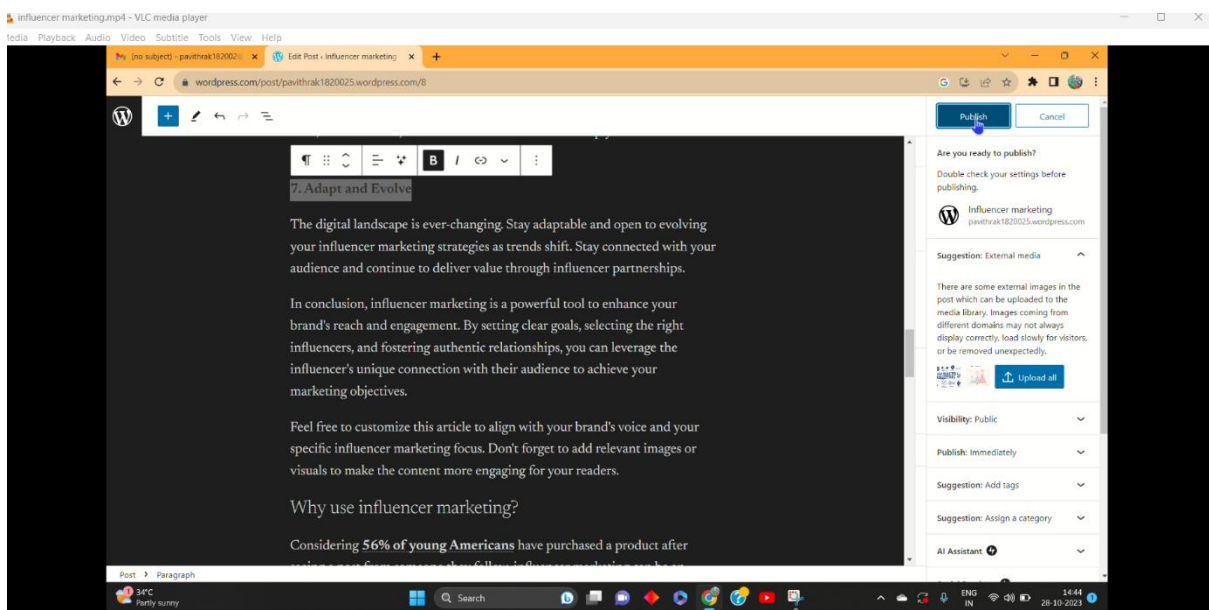 influencer marketing.mp4 - VLC media player
Media Playback Audio Video Subtitle Tools View Help
(no subject) - pavithrak1820028
Edit Post ‹ Influencer marketing
wordpress.com/post/pavithrak1820025.wordpress.com/8
Publish
Cancel
B I
7. Adapt and Evolve
The digital landscape is ever-changing. Stay adaptable and open to evolving
your influencer marketing strategies as trends shift. Stay connected with your
audience and continue to deliver value through influencer partnerships.
In conclusion, influencer marketing is a powerful tool to enhance your
brand's reach and engagement. By setting clear goals, selecting the right
influencers, and fostering authentic relationships, you can leverage the
influencer's unique connection with their audience to achieve your
marketing objectives.
Feel free to customize this article to align with your brand's voice and your
specific influencer marketing focus. Don't forget to add relevant images or
visuals to make the content more engaging for your readers.
Why use influencer marketing?
Considering 56% of young Americans have purchased a product after
Post › Paragraph
Are you ready to publish?
Double check your settings before
publishing.
Influencer marketing
pavithrak1820025.wordpress.com
Suggestion: External media
There are some external images in the
post which can be uploaded to the
media library. Images coming from
different domains may not always
display correctly, load slowly for visitors,
or be removed unexpectedly.
Upload all
Visibility: Public
Publish: Immediately
Suggestion: Add tags
Suggestion: Assign a category
AI Assistant
34°C
Partly sunny
Search
ENG
IN
14:44
28-10-2023